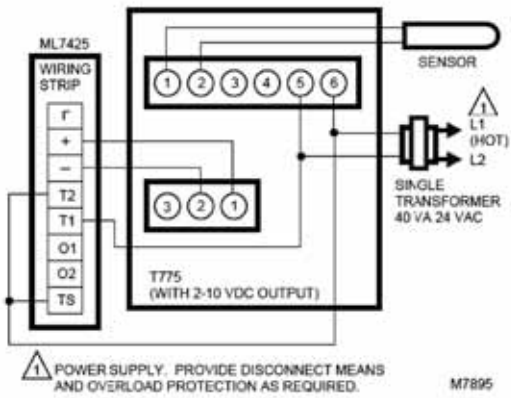 ML7425
WIRING
STRIP
+
–
T2
T1
O1
O2
TS
1 2 3 4 5 6
3 2 1
T775
(WITH 2-10 VDC OUTPUT)
SENSOR
1
L1
(HOT)
L2
SINGLE
TRANSFORMER
40 VA 24 VAC
1 POWER SUPPLY. PROVIDE DISCONNECT MEANS
AND OVERLOAD PROTECTION AS REQUIRED.
M7895